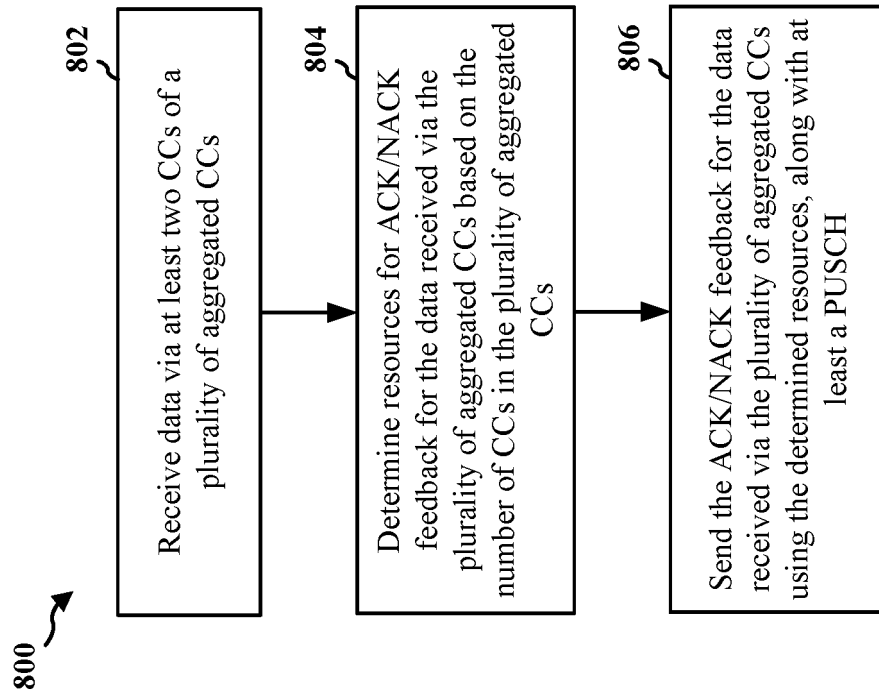 800
802
Receive data via at least two CCs of a
plurality of aggregated CCs
804
Determine resources for ACK/NACK
feedback for the data received via the
plurality of aggregated CCs based on the
number of CCs in the plurality of aggregated
CCs
806
Send the ACK/NACK feedback for the data
received via the plurality of aggregated CCs
using the determined resources, along with at
least a PUSCH